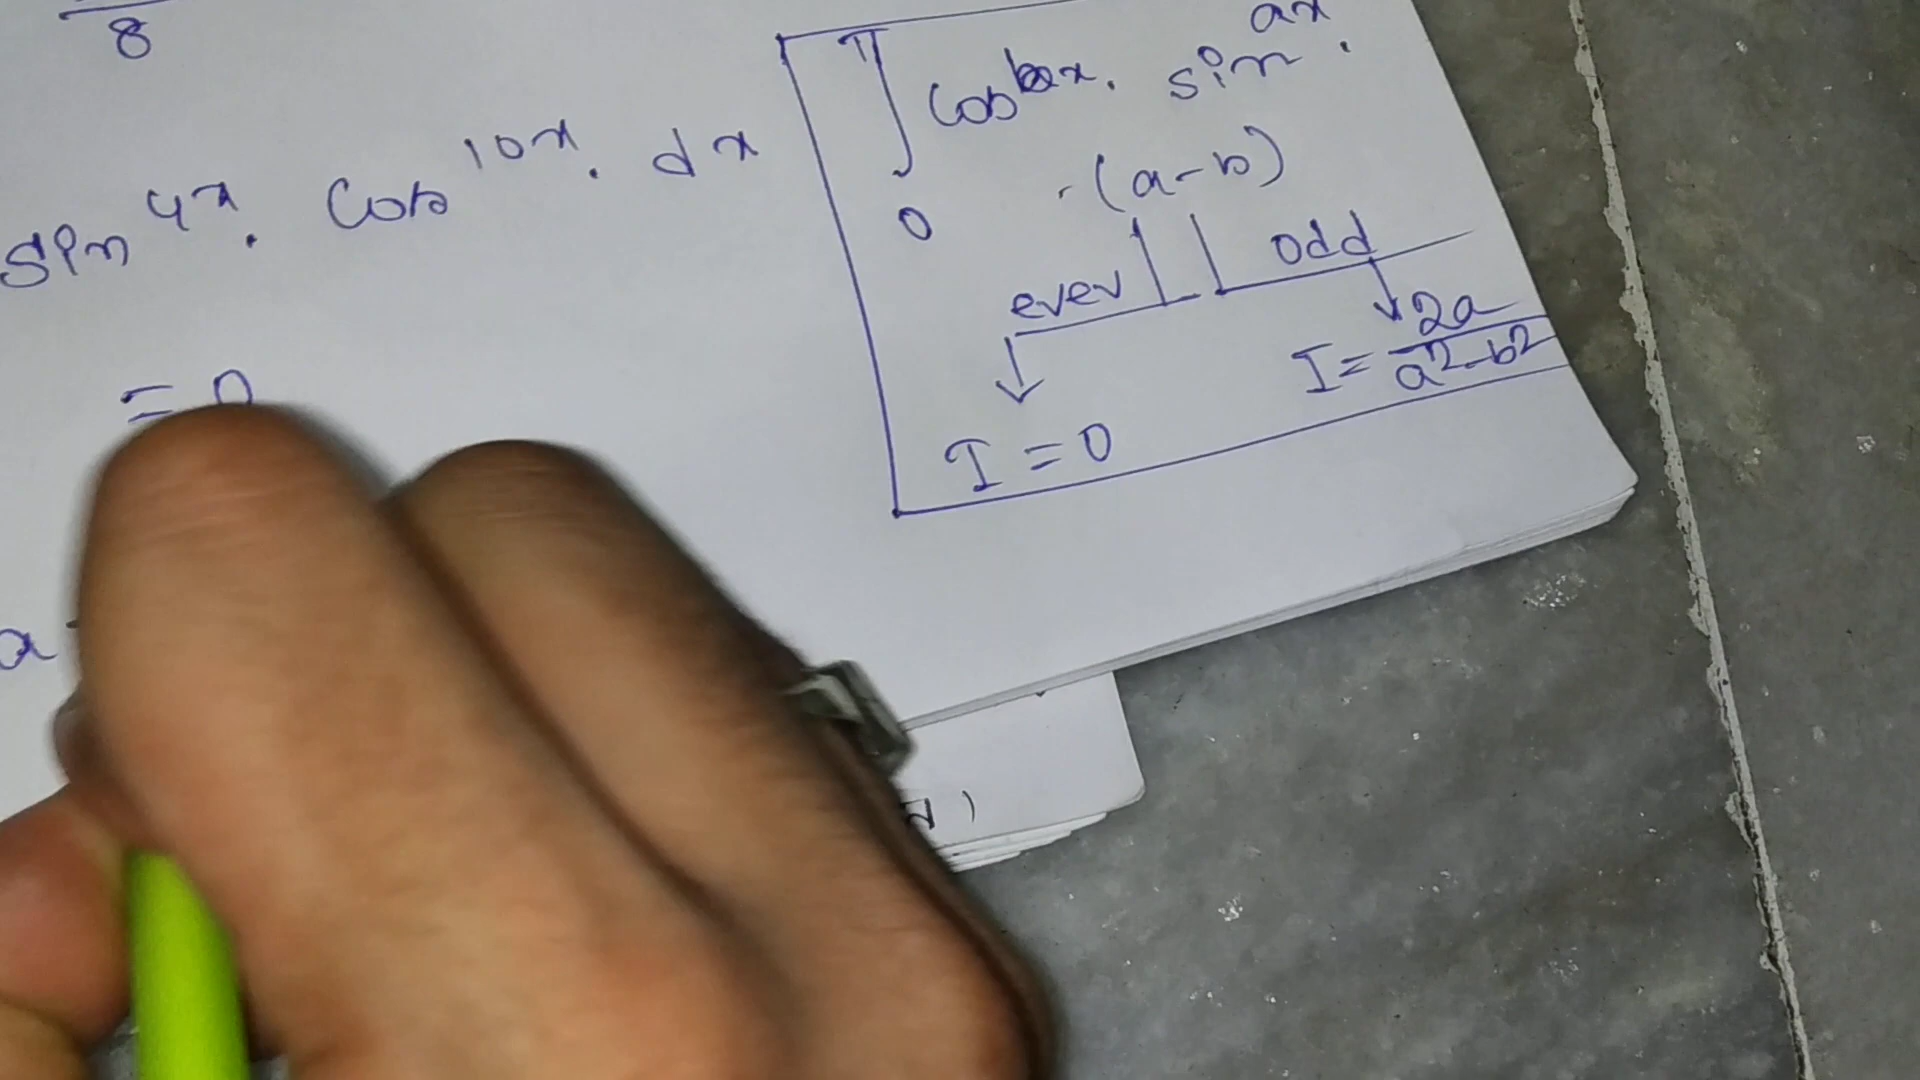 8
sin 4x. Cos 10x. dx
= 0
a
π
∫ Cos bx. sin ax.
0
(a-b)
even odd
I = 0
I = 2a
a²-b²
)